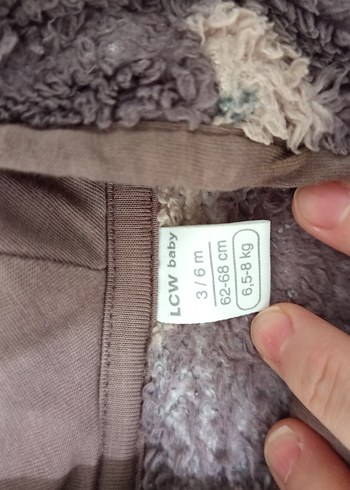 LCW baby
3 / 6 m
62-68 cm
6,5-8 kg